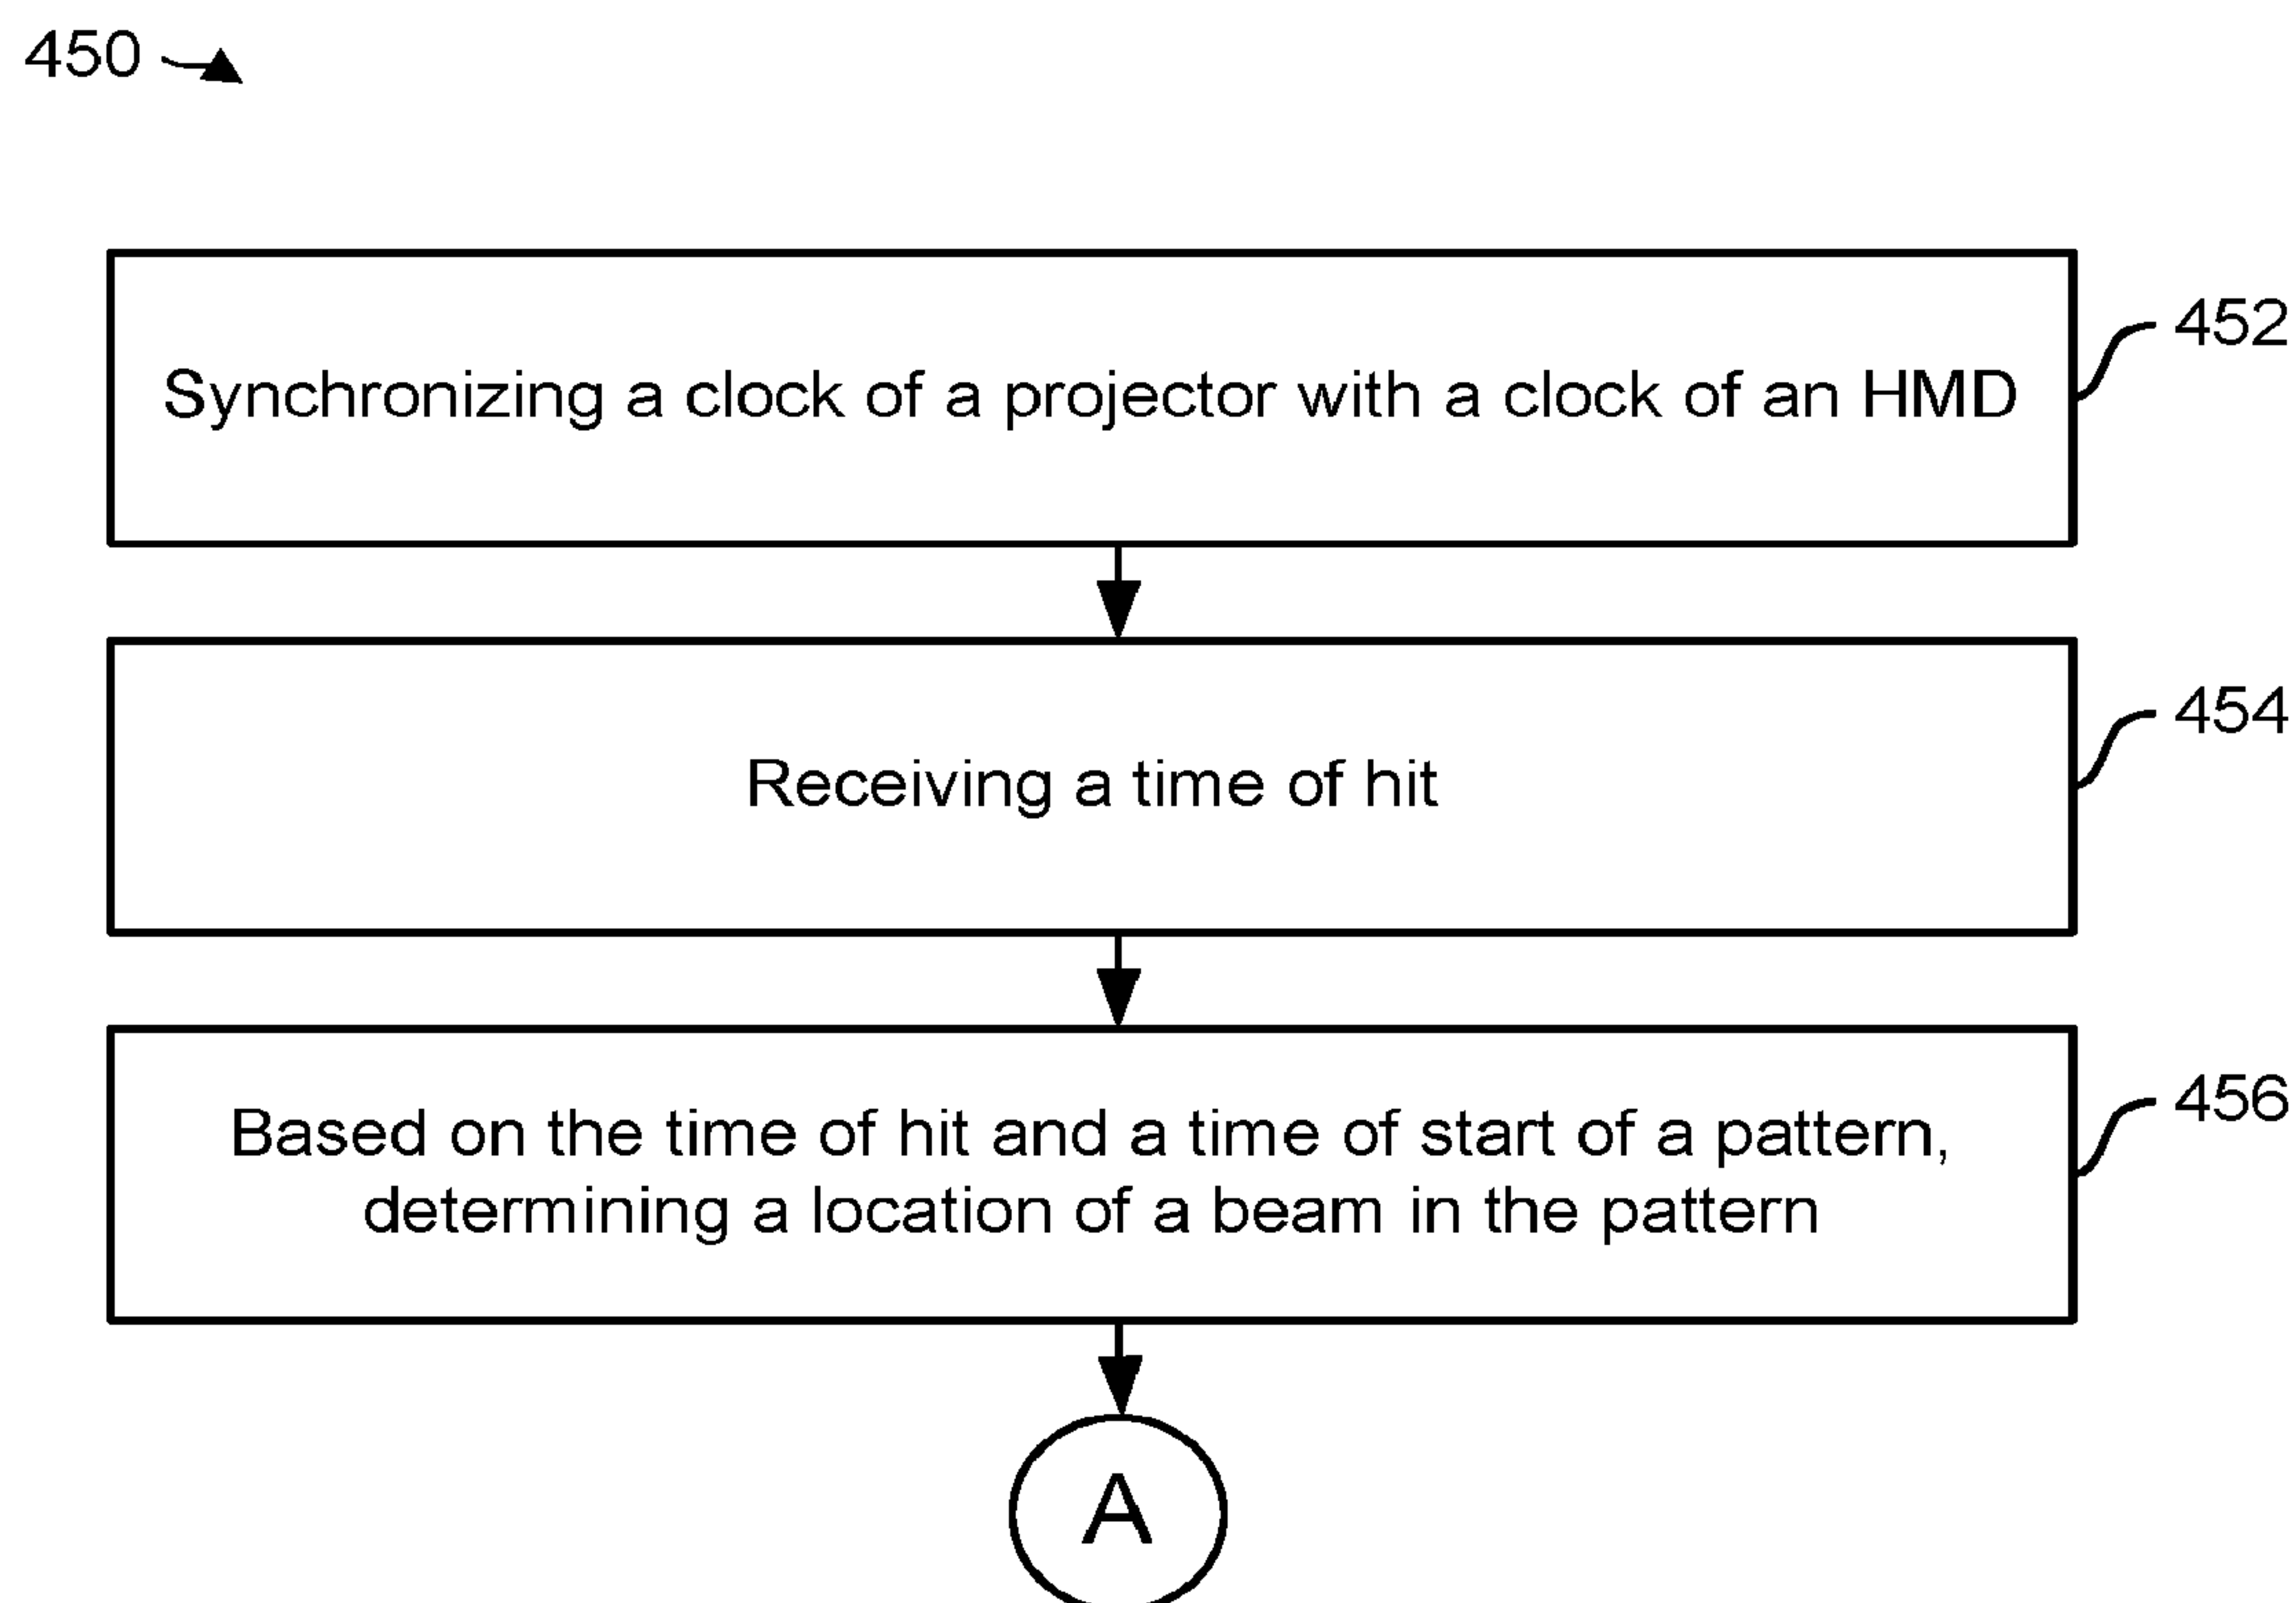 450
Synchronizing a clock of a projector with a clock of an HMD
452
Receiving a time of hit
454
Based on the time of hit and a time of start of a pattern,
determining a location of a beam in the pattern
456
A